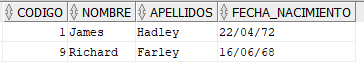 CODIGO NOMBRE APELLIDOS FECHA_NACIMIENTO
1 James Hadley 22/04/72
9 Richard Farley 16/06/68